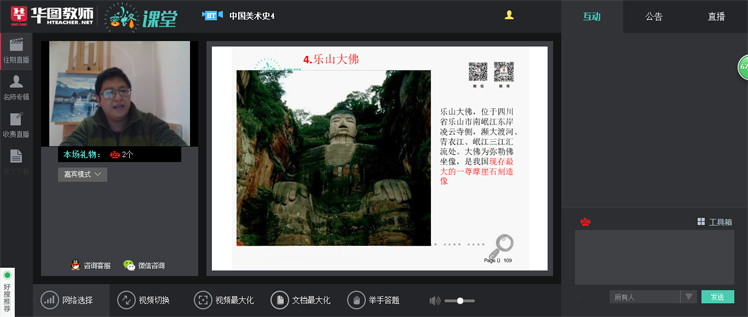 华图教师
HTEACHER.NET
课堂
中国美术史4
互动
公告
直播
往期直播
名师专辑
收费直播
本场礼物：
2个
嘉宾模式
咨询客服
微信咨询
4.乐山大佛
乐山大佛，位于四川
省乐山市南岷江东岸
凌云寺侧，濒大渡河、
青衣江、岷江三江汇
流处。大佛为弥勒佛
坐像，是我国现存最
大的一尊摩崖石刻造
像
Page
109
67
工具箱
所有人
发送
好搜推荐
网络选择
视频切换
视频最大化
文档最大化
举手答题